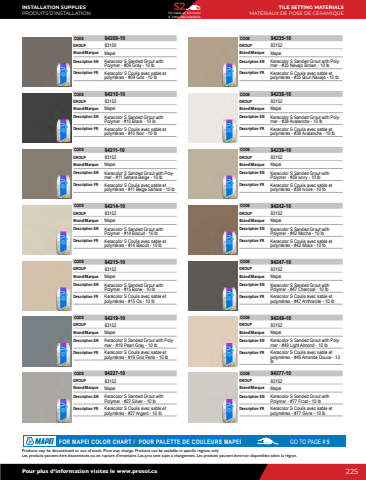 INSTALLATION SUPPLIES
PRODUITS D'INSTALLATION
S2
TILE SETTING MATERIALS
MATÉRIAUX DE POSE DE CÉRAMIQUE
CODE 94209-10
GROUP 83150
Brand/Marque Mapei
Description EN Keracolor S Sanded Grout with
Polymer - #09 Gray - 10 lb
Description FR Keracolor S Coulis avec sable et
polymères - #09 Gris - 10 lb
CODE 94210-10
GROUP 83152
Brand/Marque Mapei
Description EN Keracolor S Sanded Grout with
Polymer - #10 Black - 10 lb
Description FR Keracolor S Coulis avec sable et
polymères - #10 Noir - 10 lb
CODE 94211-10
GROUP 83152
Brand/Marque Mapei
Description EN Keracolor S Sanded Grout with Poly-
mer - #11 Sahara Beige - 10 lb
Description FR Keracolor S Coulis avec sable et
polymères - #11 Beige Sahara - 10 lb
CODE 94214-10
GROUP 83152
Brand/Marque Mapei
Description EN Keracolor S Sanded Grout with
Polymer - #14 Biscuit - 10 lb
Description FR Keracolor S Coulis avec sable et
polymères - #14 Biscuit - 10 lb
CODE 94215-10
GROUP 83152
Brand/Marque Mapei
Description EN Keracolor S Sanded Grout with
Polymer - #15 Bone - 10 lb
Description FR Keracolor S Coulis avec sable et
polymères - #15 Os - 10 lb
CODE 94219-10
GROUP 83152
Brand/Marque Mapei
Description EN Keracolor S Sanded Grout with Poly-
mer - #19 Pearl Gray - 10 lb
Description FR Keracolor S Coulis avec sable et
polymères - #19 Gris Perle - 10 lb
CODE 94227-10
GROUP 83152
Brand/Marque Mapei
Description EN Keracolor S Sanded Grout with
Polymer - #27 Silver - 10 lb
Description FR Keracolor S Coulis avec sable et
polymères - #27 Argent - 10 lb
CODE 94235-10
GROUP 83152
Brand/Marque Mapei
Description EN Keracolor S Sanded Grout with Poly-
mer - #35 Navajo Brown - 10 lb
Description FR Keracolor S Coulis avec sable et
polymères - #35 Brun Navajo - 10 lb
CODE 94238-10
GROUP 83152
Brand/Marque Mapei
Description EN Keracolor S Sanded Grout with Poly-
mer - #38 Avalanche - 10 lb
Description FR Keracolor S Coulis avec sable et
polymères - #38 Avalanche - 10 lb
CODE 94239-10
GROUP 83152
Brand/Marque Mapei
Description EN Keracolor S Sanded Grout with
Polymer - #39 Ivory - 10 lb
Description FR Keracolor S Coulis avec sable et
polymères - #39 Ivoire - 10 lb
CODE 94242-10
GROUP 83152
Brand/Marque Mapei
Description EN Keracolor S Sanded Grout with
Polymer - #42 Mocha - 10 lb
Description FR Keracolor S Coulis avec sable et
polymères - #42 Moka - 10 lb
CODE 94247-10
GROUP 83152
Brand/Marque Mapei
Description EN Keracolor S Sanded Grout with
Polymer - #47 Charcoal - 10 lb
Description FR Keracolor S Coulis avec sable et
polymères - #47 Anthracite - 10 lb
CODE 94249-10
GROUP 83152
Brand/Marque Mapei
Description EN Keracolor S Sanded Grout with Poly-
mer - #49 Light Almond - 10 lb
Description FR Keracolor S Coulis avec sable et
polymères - #49 Amande Douce - 10
lb
CODE 94277-10
GROUP 83152
Brand/Marque Mapei
Description EN Keracolor S Sanded Grout with
Polymer - #77 Frost - 10 lb
Description FR Keracolor S Coulis avec sable et
polymères - #77 Givre - 10 lb
MAPEI FOR MAPEI COLOR CHART / POUR PALETTE DE COULEURS MAPEI GO TO PAGE # 5
Products may be discontinued or out of stock. Price may change. Products can be available in specific regions only.
Les produits peuvent être discontinués ou en rupture d'inventaire. Les prix sont sujet à changement. Les produits peuvent être non disponibles selon la région.
Pour plus d'information visitez le www.prosol.ca
225